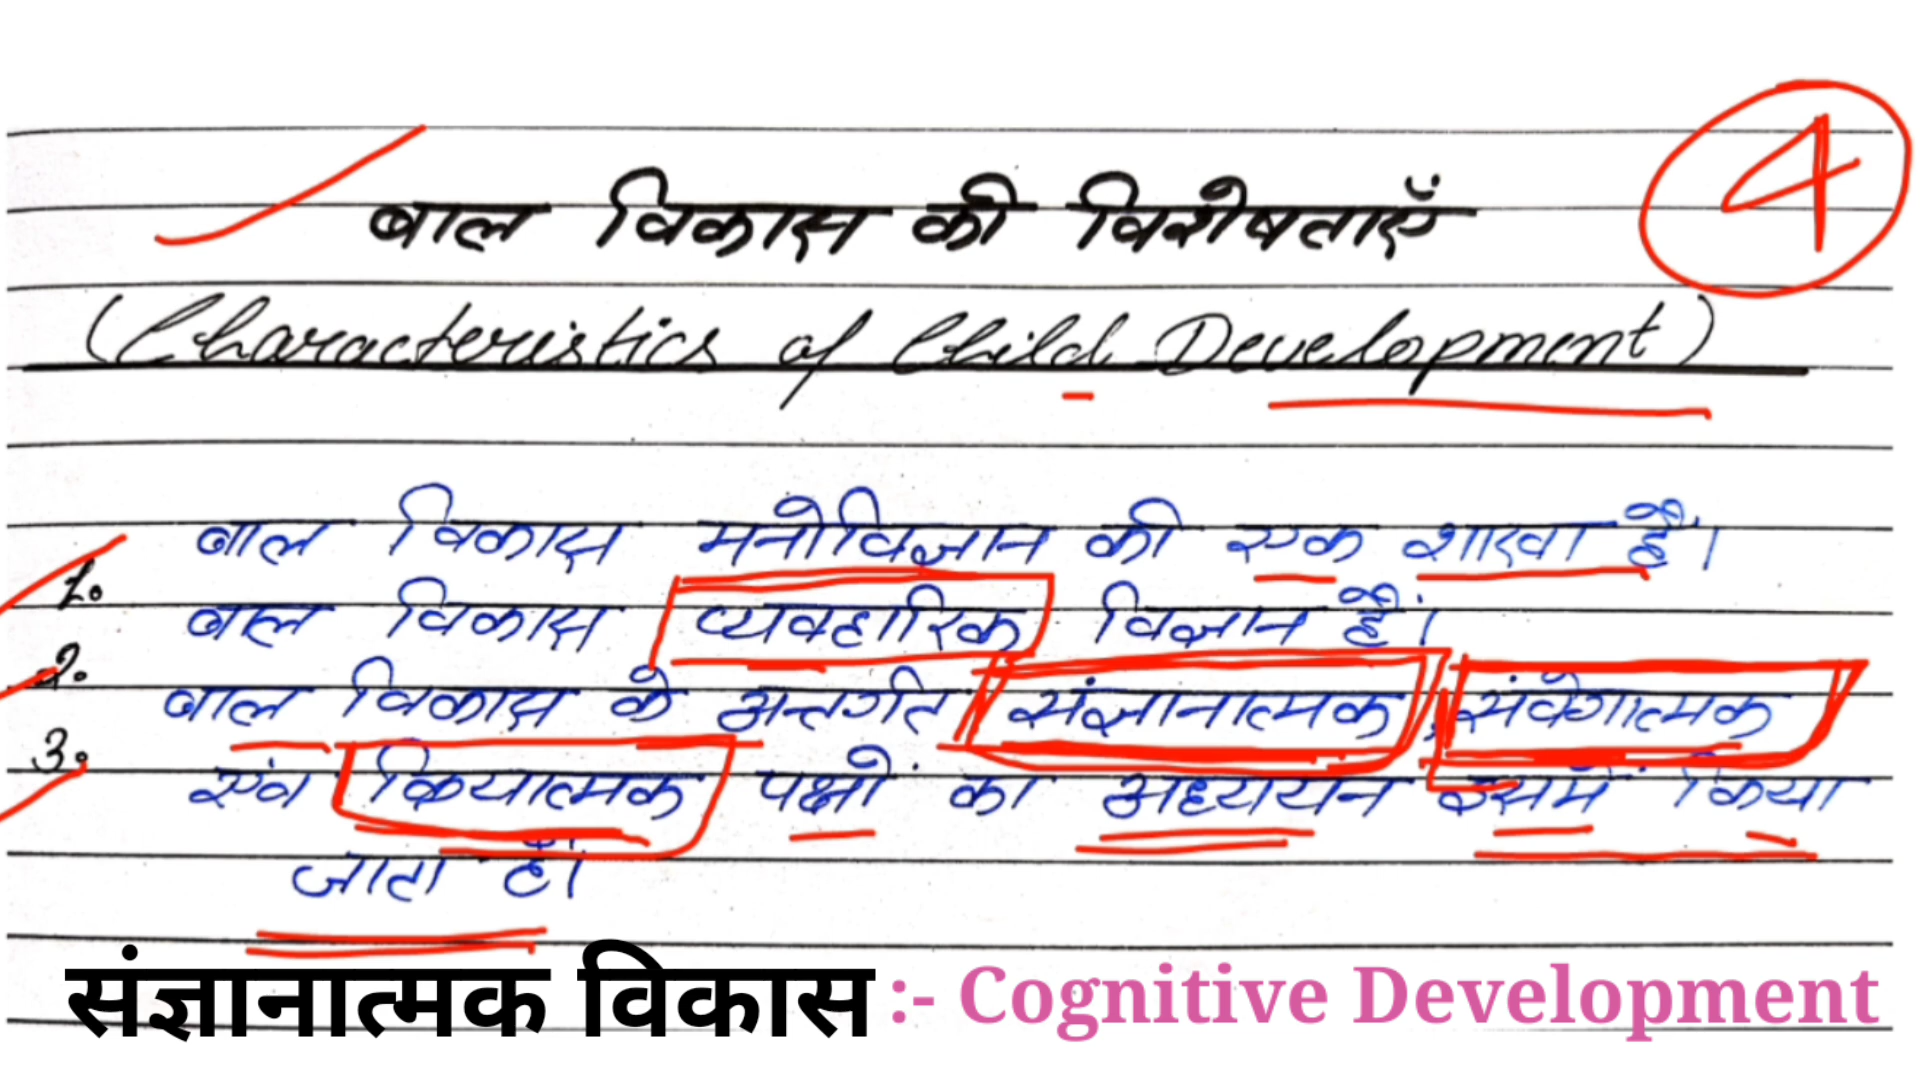 4
बाल विकास की विशेषताएँ
(Characteristics of Child Development)
बाल विकास मनोविज्ञान की एक शाखा है।
1.
बाल विकास व्यवहारिक विज्ञान है।
2.
बाल विकास के अन्तर्गत संज्ञानात्मक, संवेगात्मक
3.
एंव क्रियात्मक पक्षों का अध्ययन इसमें किया
जाता है।
संज्ञानात्मक विकास :- Cognitive Development